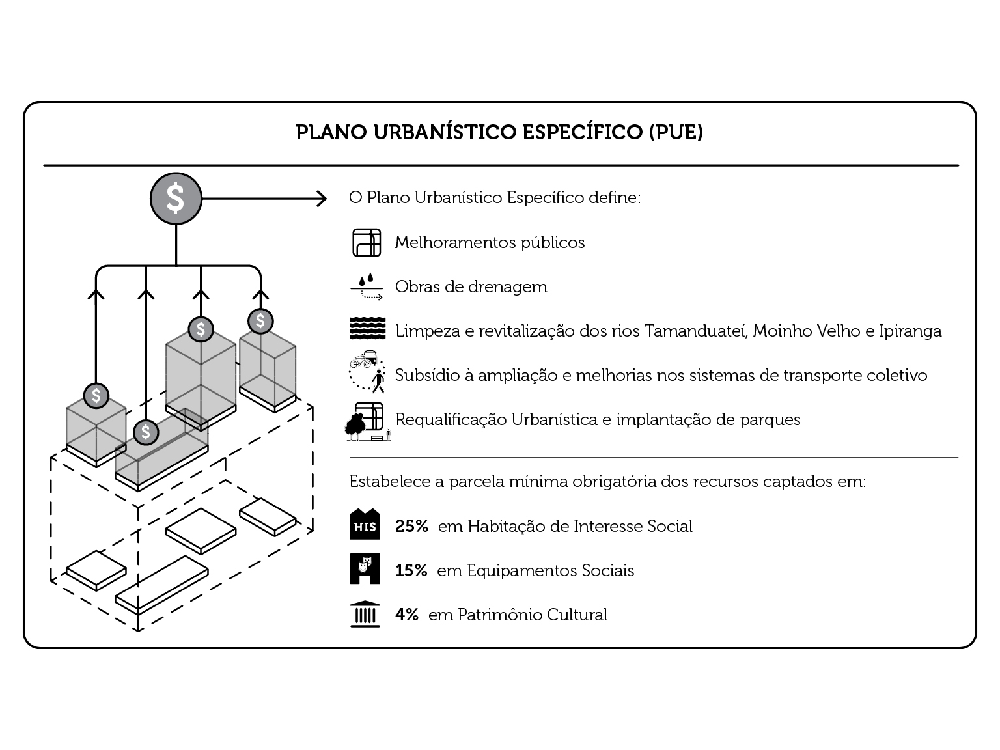 PLANO URBANÍSTICO ESPECÍFICO (PUE)
$
O Plano Urbanístico Específico define:
Melhoramentos públicos
Obras de drenagem
$
$
Limpeza e revitalização dos rios Tamanduateí, Moinho Velho e Ipiranga
Subsídio à ampliação e melhorias nos sistemas de transporte coletivo
$
$
Requalificação Urbanística e implantação de parques
Estabelece a parcela mínima obrigatória dos recursos captados em:
HIS
25% em Habitação de Interesse Social
15% em Equipamentos Sociais
4% em Patrimônio Cultural